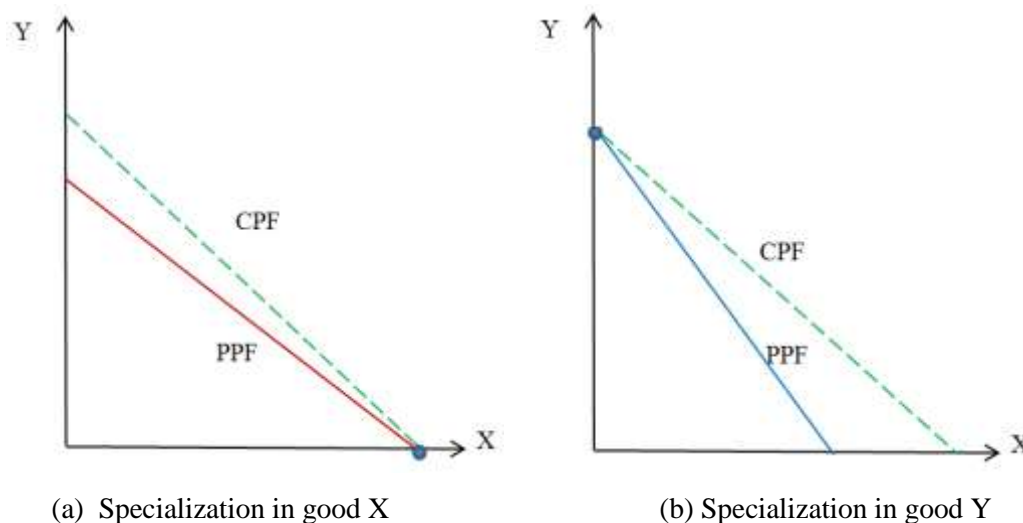 Y
CPF
PPF
X
(a) Specialization in good X
Y
CPF
PPF
X
(b) Specialization in good Y